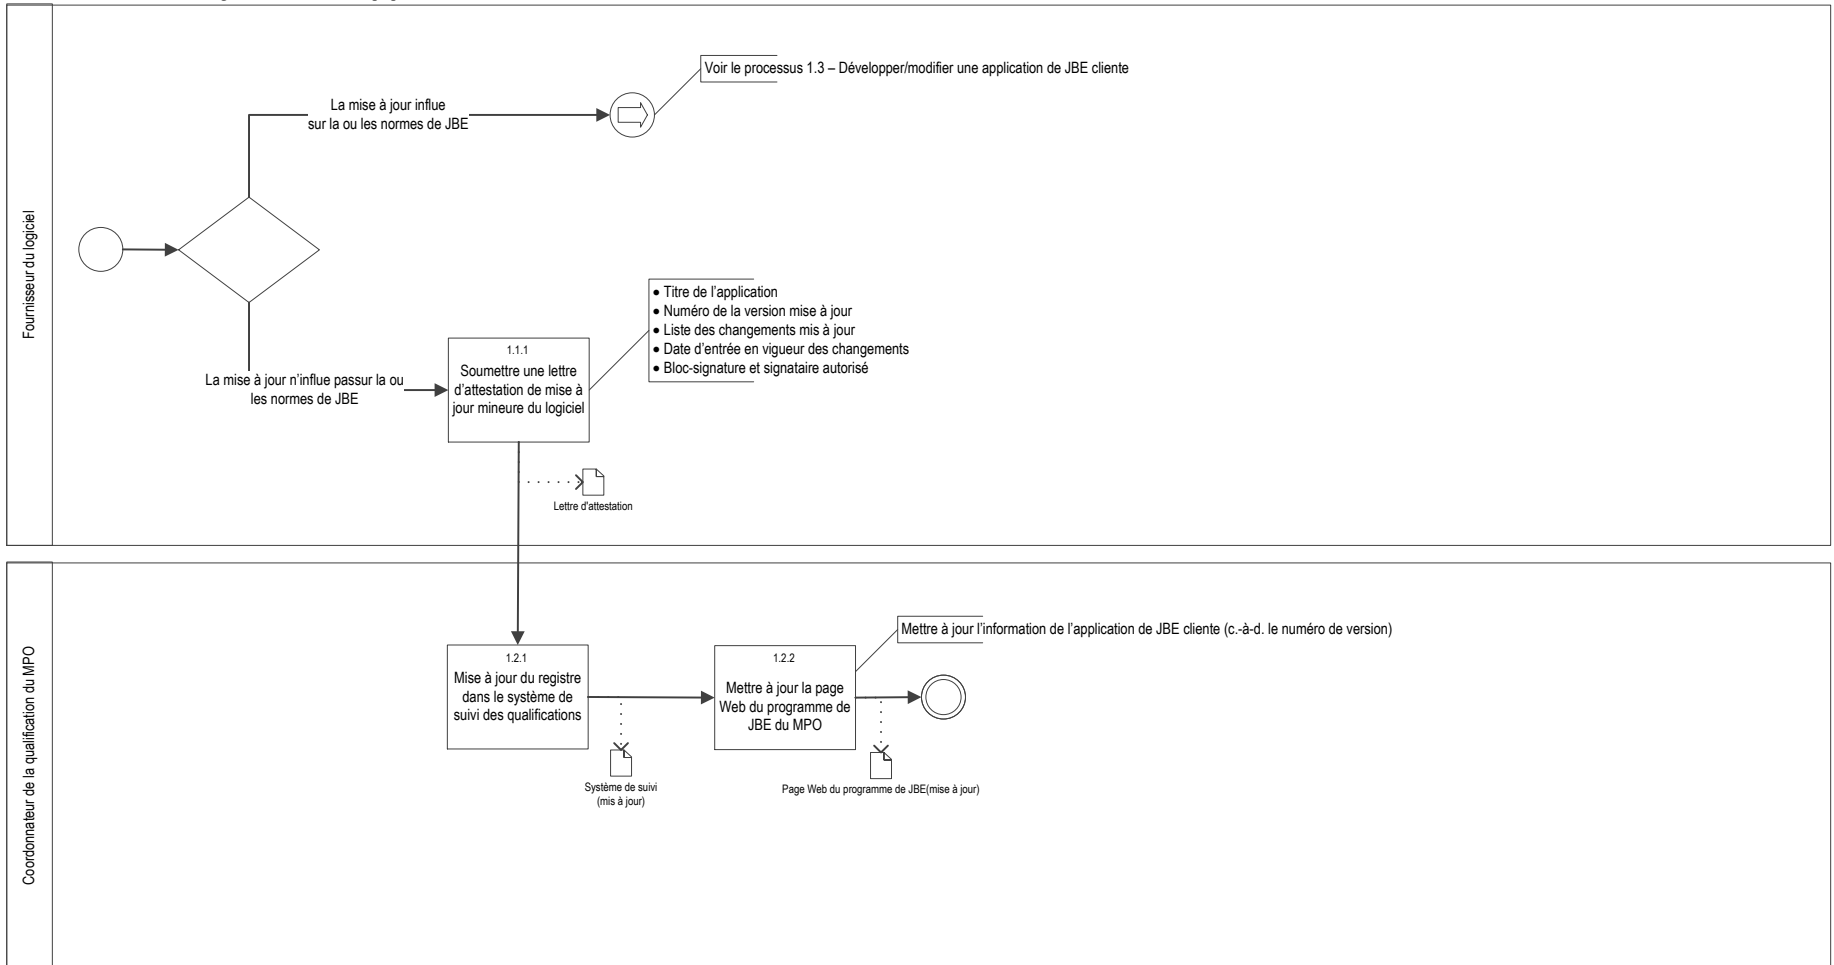 Fournisseur du logiciel
Voir le processus 1.3 – Développer/modifier une application de JBE cliente
La mise à jour influe
sur la ou les normes de JBE
• Titre de l'application
• Numéro de la version mise à jour
• Liste des changements mis à jour
• Date d'entrée en vigueur des changements
• Bloc-signature et signataire autorisé
La mise à jour n'influe passur la ou
les normes de JBE
1.1.1
Soumettre une lettre
d'attestation de mise à
jour mineure du logiciel
Lettre d'attestation
Coordonnateur de la qualification du MPO
Mettre à jour l'information de l'application de JBE cliente (c.-à-d. le numéro de version)
1.2.1
Mise à jour du registre
dans le système de
suivi des qualifications
1.2.2
Mettre à jour la page
Web du programme de
JBE du MPO
Système de suivi
(mis à jour)
Page Web du programme de JBE(mise à jour)